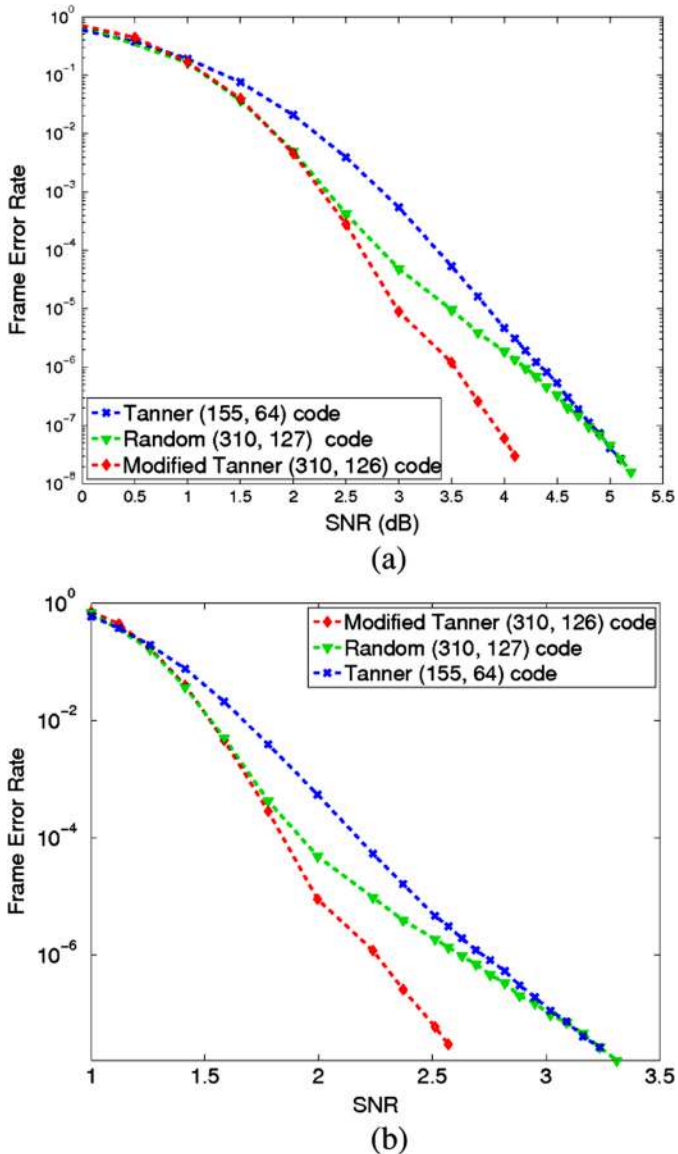 10^0
10^-1
10^-2
10^-3
10^-4
10^-5
10^-6
10^-7
10^-8
Frame Error Rate
Tanner (155, 64) code
Random (310, 127) code
Modified Tanner (310, 126) code
0 0.5 1 1.5 2 2.5 3 3.5 4 4.5 5 5.5
SNR (dB)
(a)
10^0
10^-2
10^-4
10^-6
Frame Error Rate
Modified Tanner (310, 126) code
Random (310, 127) code
Tanner (155, 64) code
1 1.5 2 2.5 3 3.5
SNR
(b)